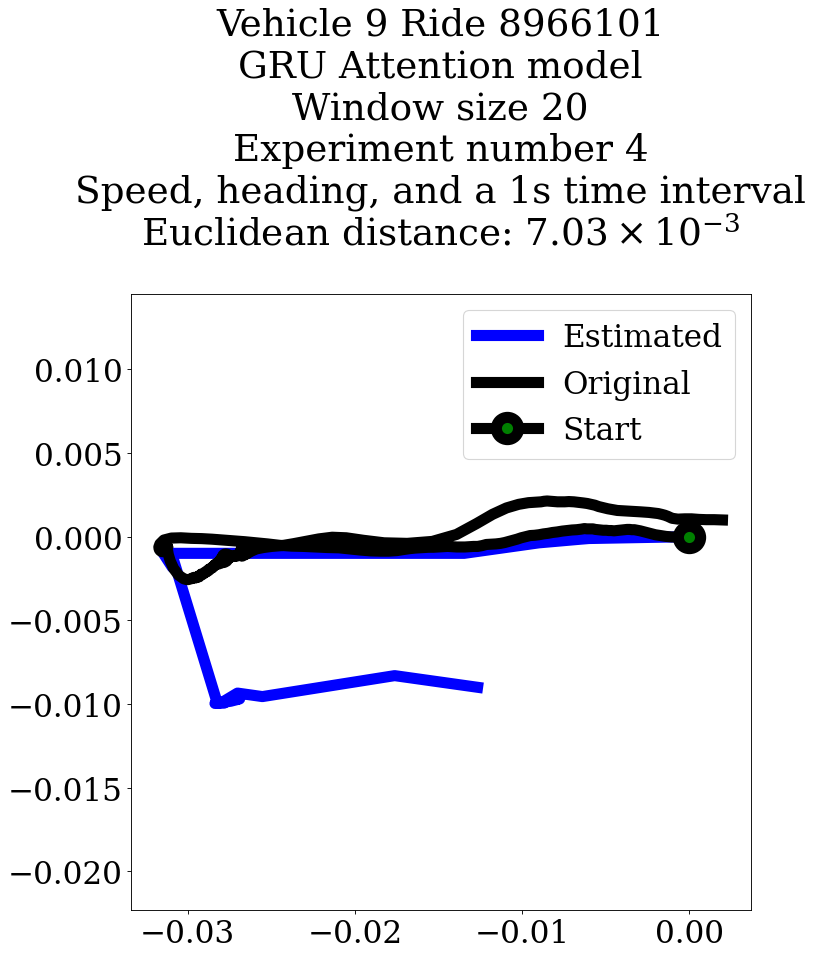 Vehicle 9 Ride 8966101
GRU Attention model
Window size 20
Experiment number 4
Speed, heading, and a 1s time interval
Euclidean distance: 7.03 × 10⁻³
Estimated
Original
Start
0.010
0.005
0.000
−0.005
−0.010
−0.015
−0.020
−0.03 −0.02 −0.01 0.00